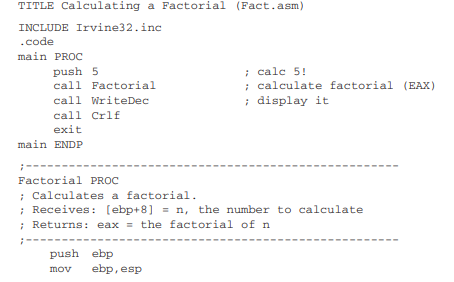 TITLE Calculating a Factorial (Fact.asm)
INCLUDE Irvine32.inc
.code
main PROC
push 5 ; calc 5!
call Factorial ; calculate factorial (EAX)
call WriteDec ; display it
call Crlf
exit
main ENDP
;----------------------------------------------------
Factorial PROC
; Calculates a factorial.
; Receives: [ebp+8] = n, the number to calculate
; Returns: eax = the factorial of n
;----------------------------------------------------
push ebp
mov ebp,esp